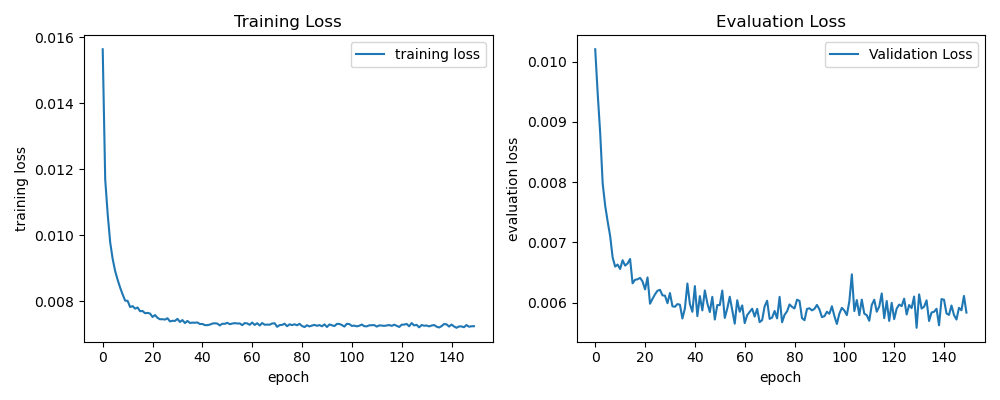 Training Loss
training loss
0.016
0.014
0.012
0.010
0.008
training loss
0 20 40 60 80 100 120 140
epoch
Evaluation Loss
Validation Loss
0.010
0.009
0.008
0.007
0.006
evaluation loss
0 20 40 60 80 100 120 140
epoch